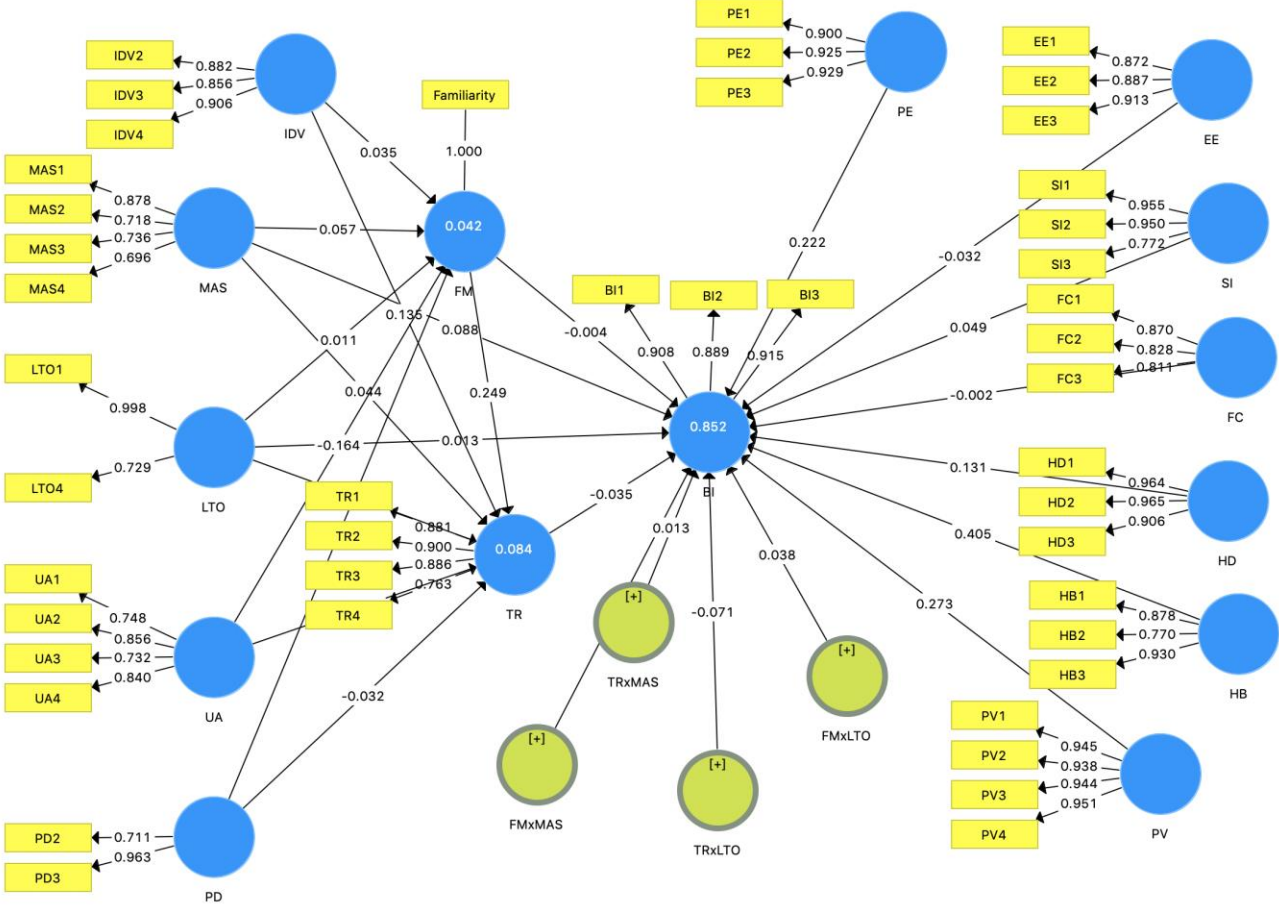 IDV2
IDV3
IDV4
0.882
0.856
0.906
IDV
MAS1
MAS2
MAS3
MAS4
0.878
0.718
0.736
0.696
MAS
LTO1
LTO4
0.998
0.729
LTO
UA1
UA2
UA3
UA4
0.748
0.856
0.732
0.840
UA
PD2
PD3
0.711
0.963
PD
Familiarity
1.000
0.035
0.057
0.042
FM
0.135
0.088
0.011
0.044
0.249
-0.004
-0.164
0.013
TR1
TR2
TR3
TR4
0.881
0.900
0.886
0.763
0.084
TR
-0.032
-0.035
BI1
BI2
BI3
0.908
0.889
0.915
0.852
BI
0.013
-0.071
0.038
[+]
TRxMAS
[+]
FMxMAS
[+]
TRxLTO
[+]
FMxLTO
PE1
PE2
PE3
0.900
0.925
0.929
PE
0.222
EE1
EE2
EE3
0.872
0.887
0.913
EE
-0.032
SI1
SI2
SI3
0.955
0.950
0.772
SI
0.049
FC1
FC2
FC3
0.870
0.828
0.811
FC
-0.002
HD1
HD2
HD3
0.964
0.965
0.906
HD
0.131
HB1
HB2
HB3
0.878
0.770
0.930
HB
0.405
PV1
PV2
PV3
PV4
0.945
0.938
0.944
0.951
PV
0.273